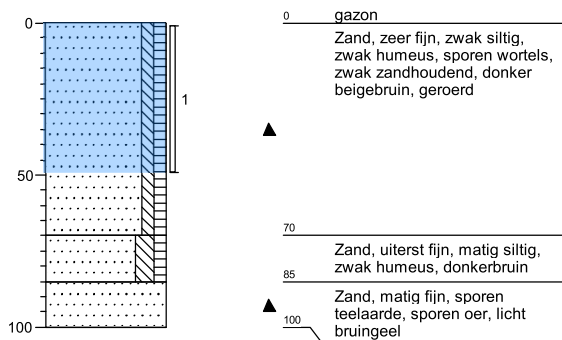 0
50
100
1
0 gazon
Zand, zeer fijn, zwak siltig,
zwak humeus, sporen wortels,
zwak zandhoudend, donker
beigebruin, geroerd
70
Zand, uiterst fijn, matig siltig,
zwak humeus, donkerbruin
85
Zand, matig fijn, sporen
teelaarde, sporen oer, licht
bruingeel
100